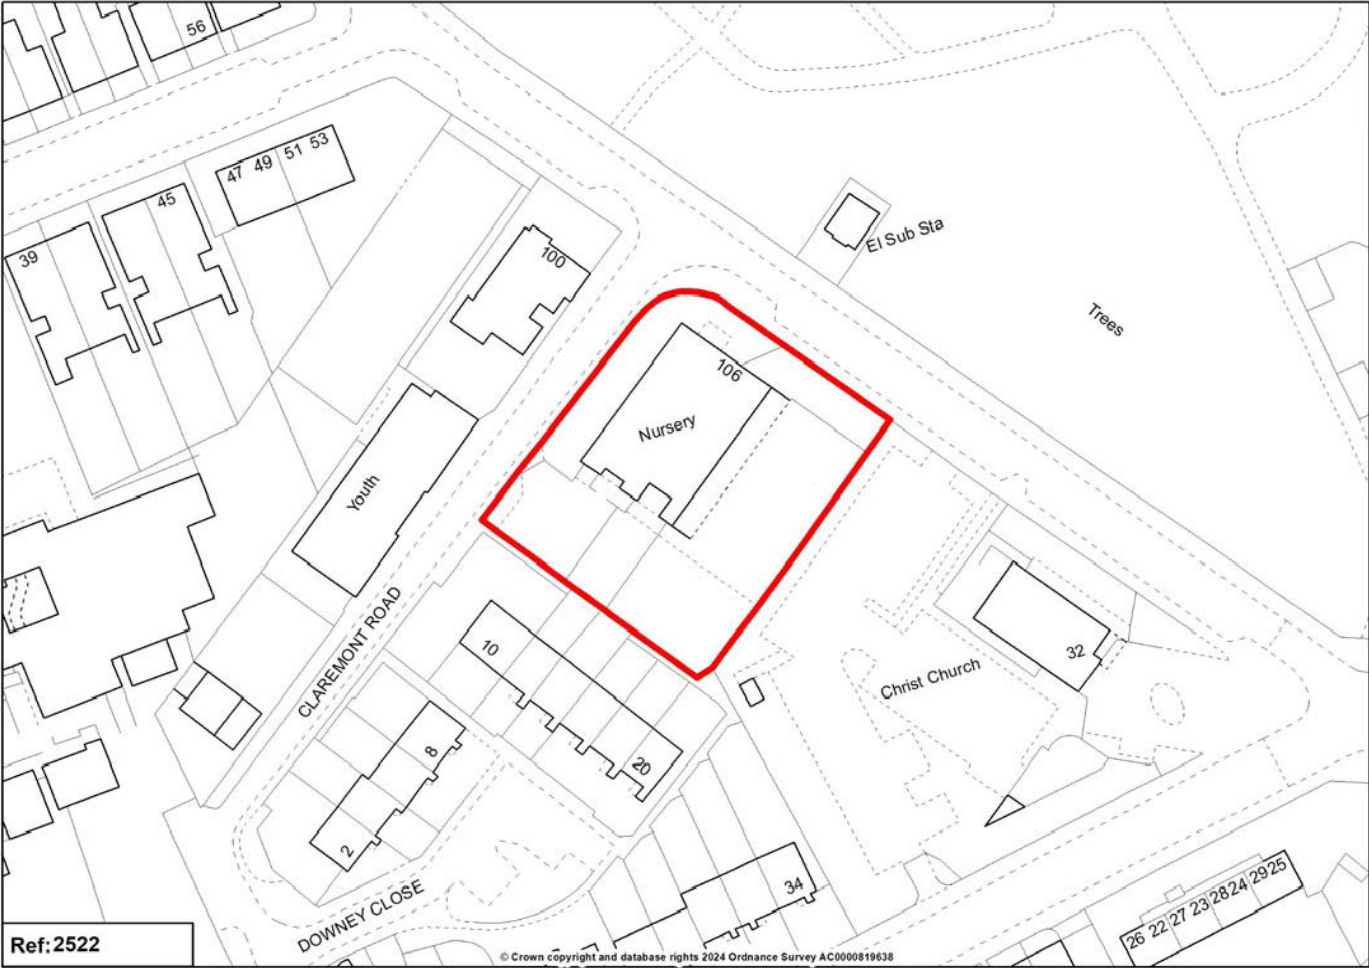 56
47 49 51 53
45
39
100
El Sub Sta
Trees
106
Nursery
Youth
CLAREMONT ROAD
10
20
8
2
DOWNEY CLOSE
Christ Church
32
34
26 22 27 23 28 24 29 25
Ref: 2522
© Crown copyright and database rights 2024 Ordnance Survey AC0000819638